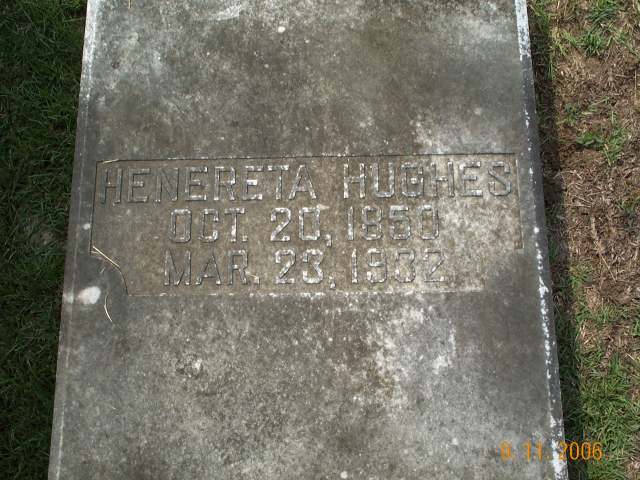 HENERETA HUGHES
OCT. 20, 1850
MAR. 23, 1932
9.11.2006